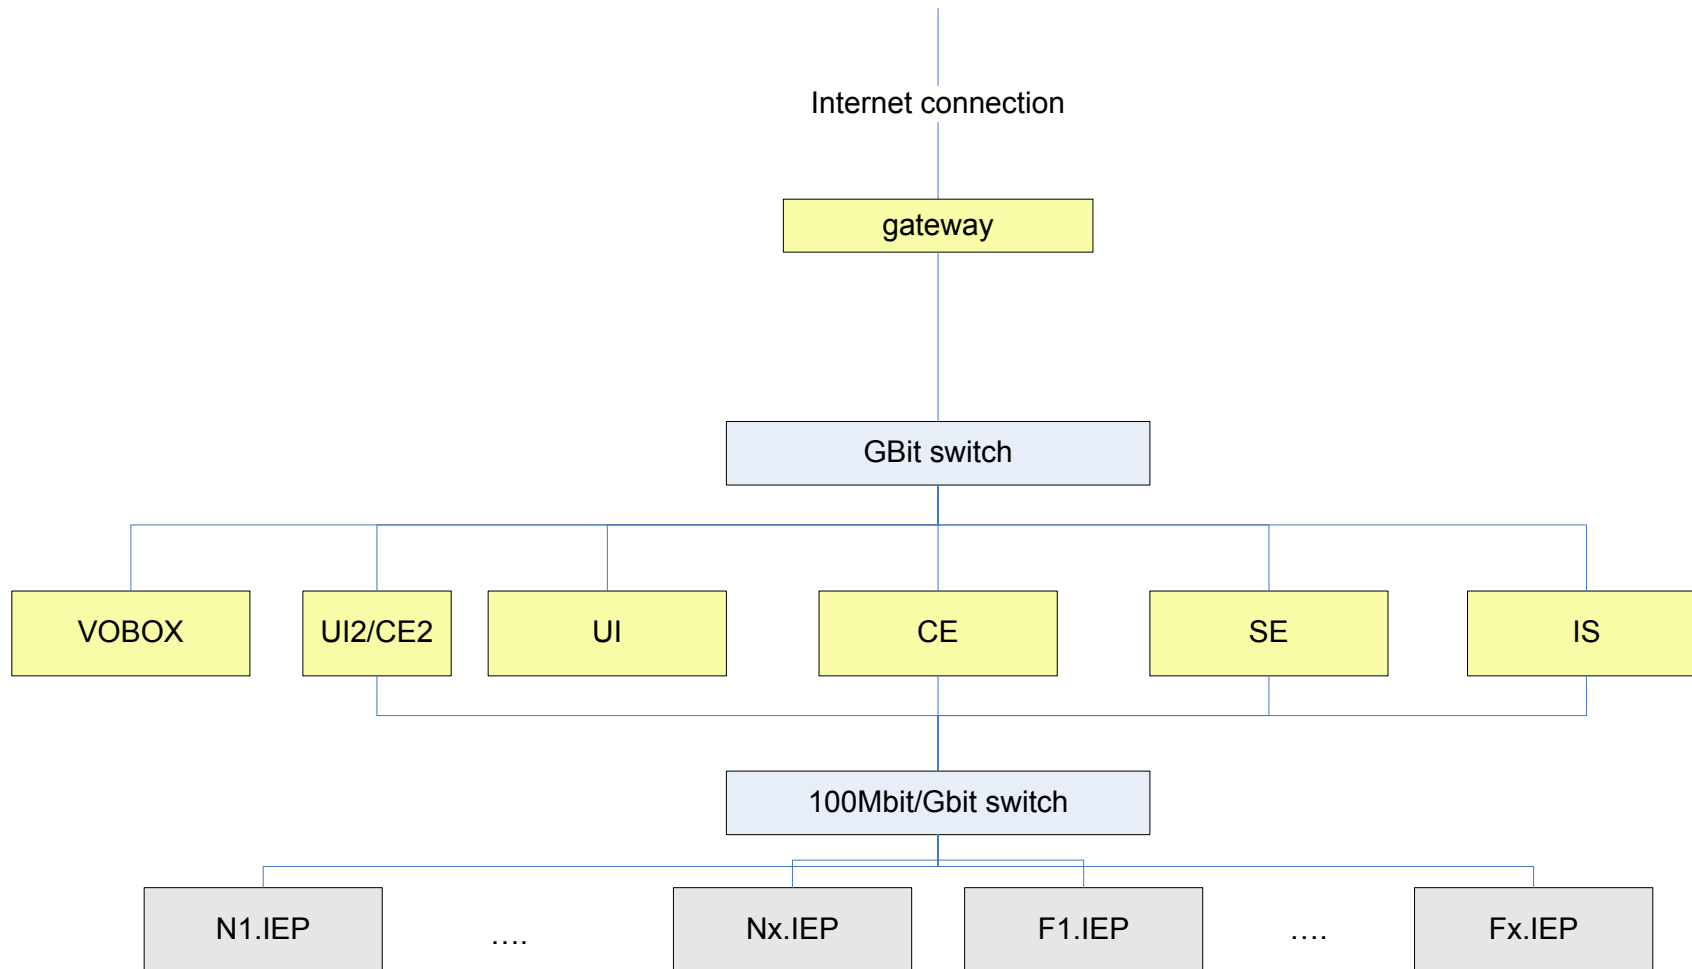 Internet connection
gateway
GBit switch
VOBOX
UI2/CE2
UI
CE
SE
IS
100Mbit/Gbit switch
N1.IEP
....
Nx.IEP
F1.IEP
....
Fx.IEP